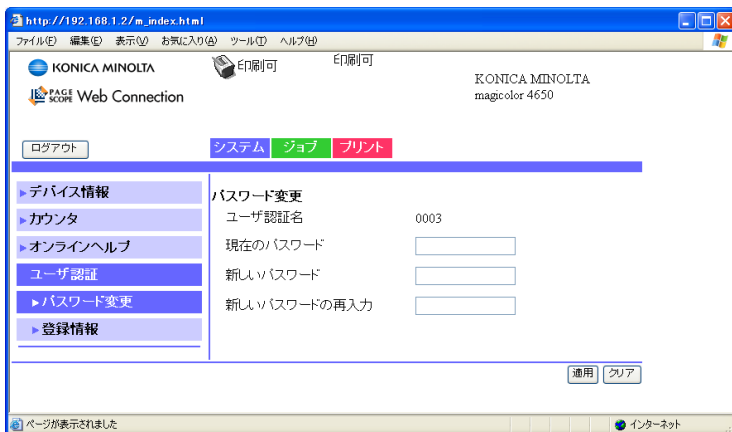 http://192.168.1.2/m_index.html
ファイル(F) 編集(E) 表示(V) お気に入り(A) ツール(T) ヘルプ(H)
KONICA MINOLTA
印刷可
印刷可
PAGE SCOPE Web Connection
KONICA MINOLTA
magicolor 4650
ログアウト
システム ジョブ プリント
デバイス情報
カウンタ
オンラインヘルプ
ユーザ認証
パスワード変更
登録情報
パスワード変更
ユーザ認証名 0003
現在のパスワード
新しいパスワード
新しいパスワードの再入力
適用 クリア
ページが表示されました
インターネット